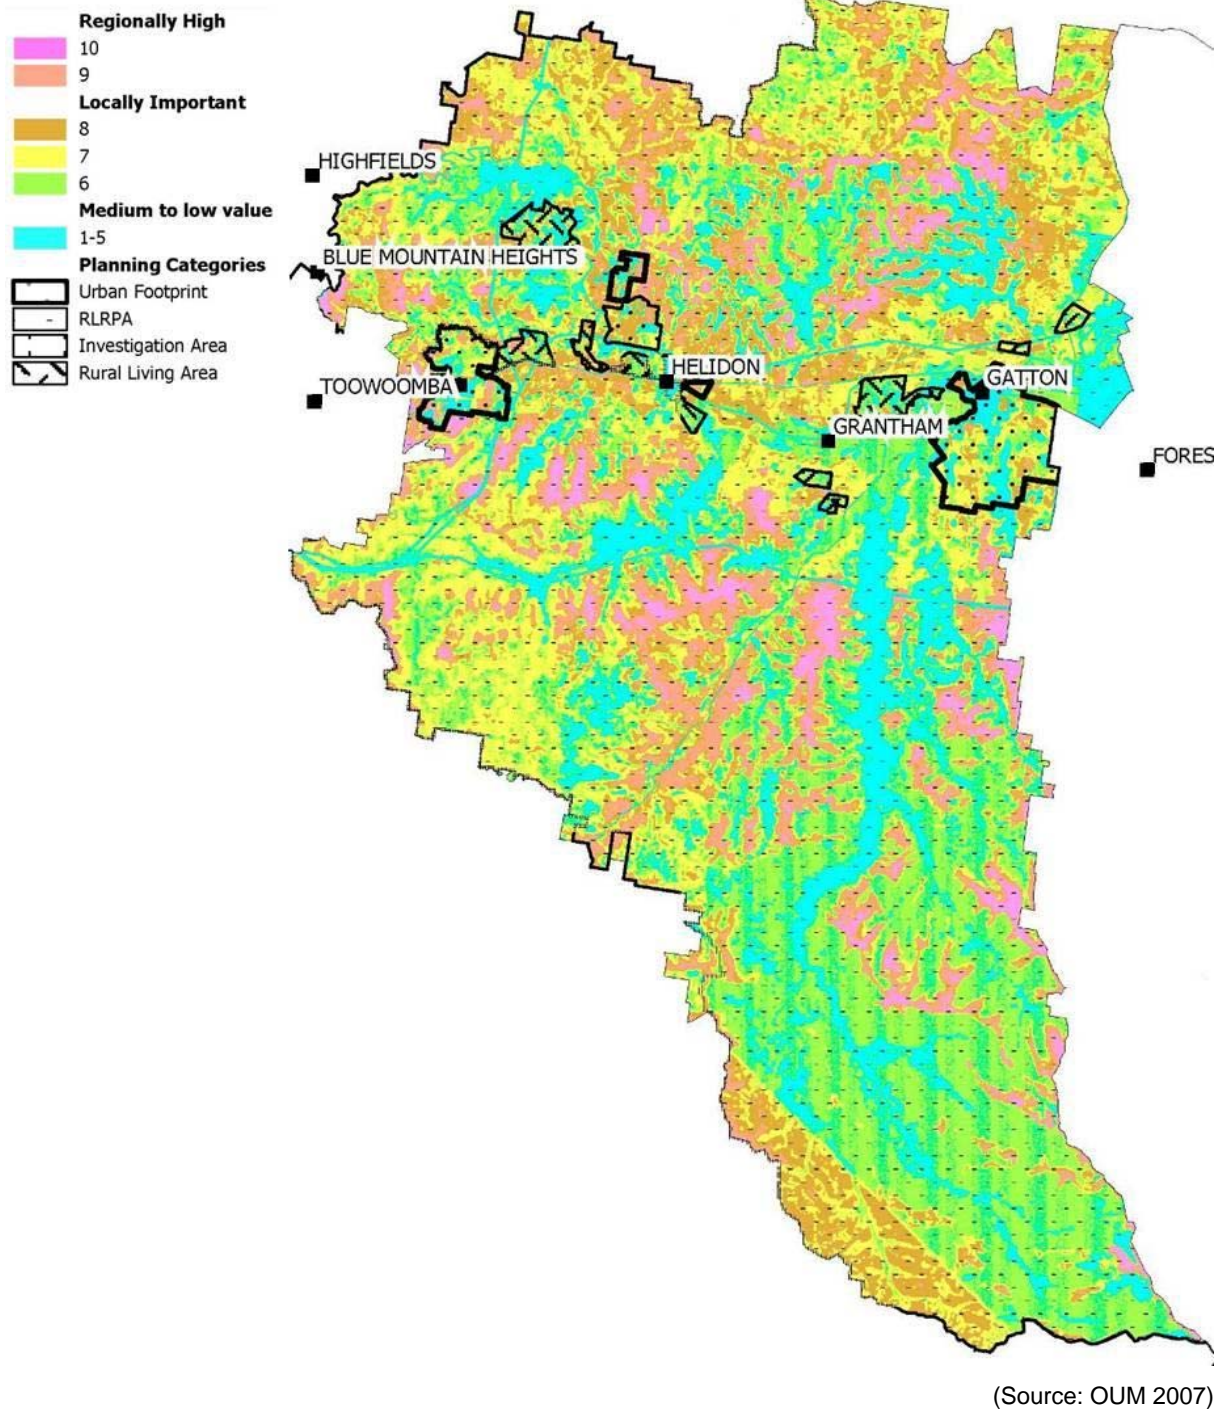 Regionally High
10
9
Locally Important
8
7
6
Medium to low value
1-5
Planning Categories
Urban Footprint
RLRPA
Investigation Area
Rural Living Area
HIGHFIELDS
BLUE MOUNTAIN HEIGHTS
HELIDON
TOOWOOMBA
GATTON
GRANTHAM
FORES
(Source: OUM 2007)